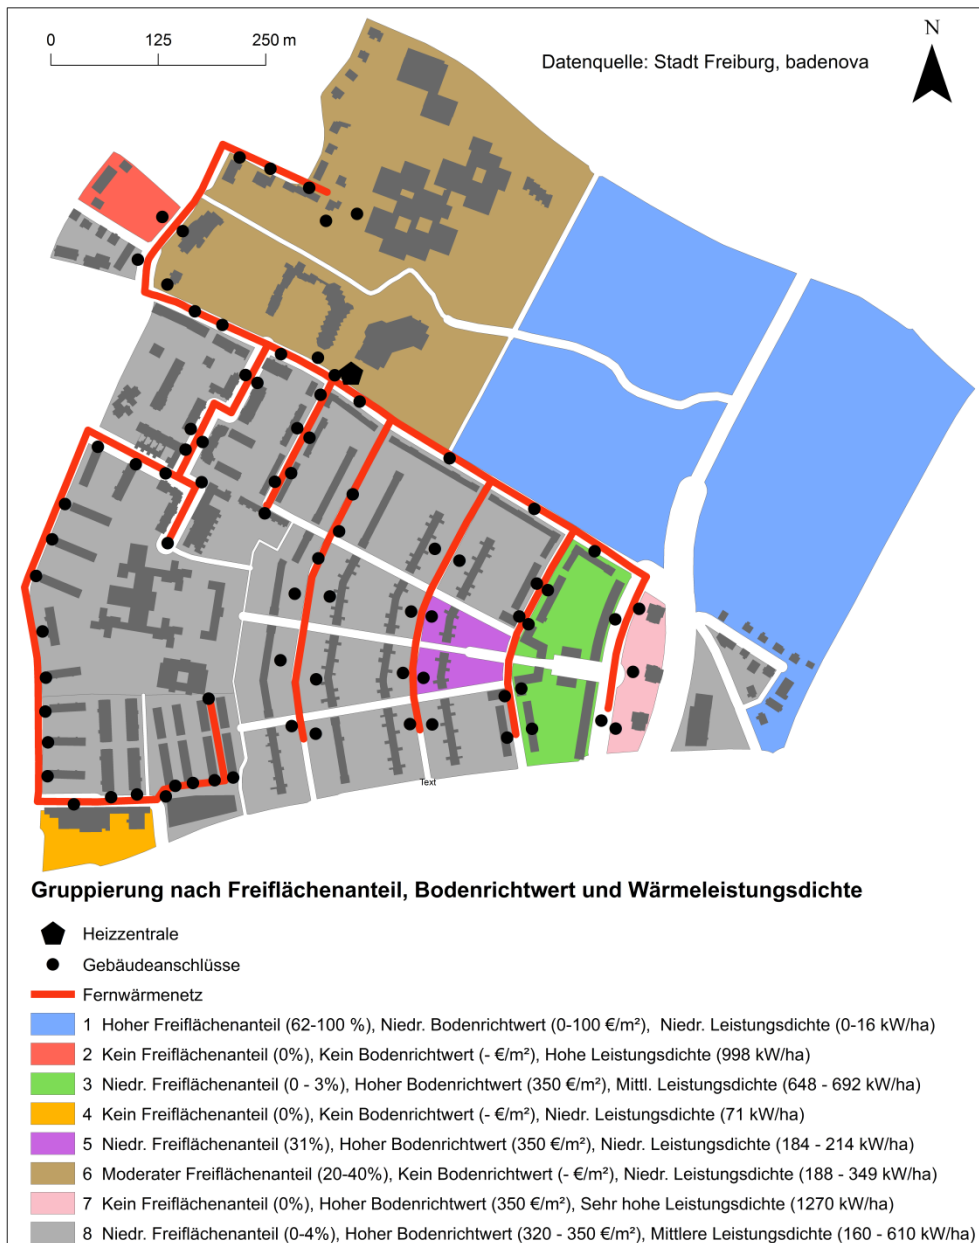 0 125 250 m
Datenquelle: Stadt Freiburg, badenova
N
Text
Gruppierung nach Freiflächenanteil, Bodenrichtwert und Wärmeleistungsdichte
Heizzentrale
Gebäudeanschlüsse
Fernwärmenetz
1 Hoher Freiflächenanteil (62-100 %), Niedr. Bodenrichtwert (0-100 €/m²), Niedr. Leistungsdichte (0-16 kW/ha)
2 Kein Freiflächenanteil (0%), Kein Bodenrichtwert (- €/m²), Hohe Leistungsdichte (998 kW/ha)
3 Niedr. Freiflächenanteil (0 - 3%), Hoher Bodenrichtwert (350 €/m²), Mittl. Leistungsdichte (648 - 692 kW/ha)
4 Kein Freiflächenanteil (0%), Kein Bodenrichtwert (- €/m²), Niedr. Leistungsdichte (71 kW/ha)
5 Niedr. Freiflächenanteil (31%), Hoher Bodenrichtwert (350 €/m²), Niedr. Leistungsdichte (184 - 214 kW/ha)
6 Moderater Freiflächenanteil (20-40%), Kein Bodenrichtwert (- €/m²), Niedr. Leistungsdichte (188 - 349 kW/ha)
7 Kein Freiflächenanteil (0%), Hoher Bodenrichtwert (350 €/m²), Sehr hohe Leistungsdichte (1270 kW/ha)
8 Niedr. Freiflächenanteil (0-4%), Hoher Bodenrichtwert (320 - 350 €/m²), Mittlere Leistungsdichte (160 - 610 kW/ha)